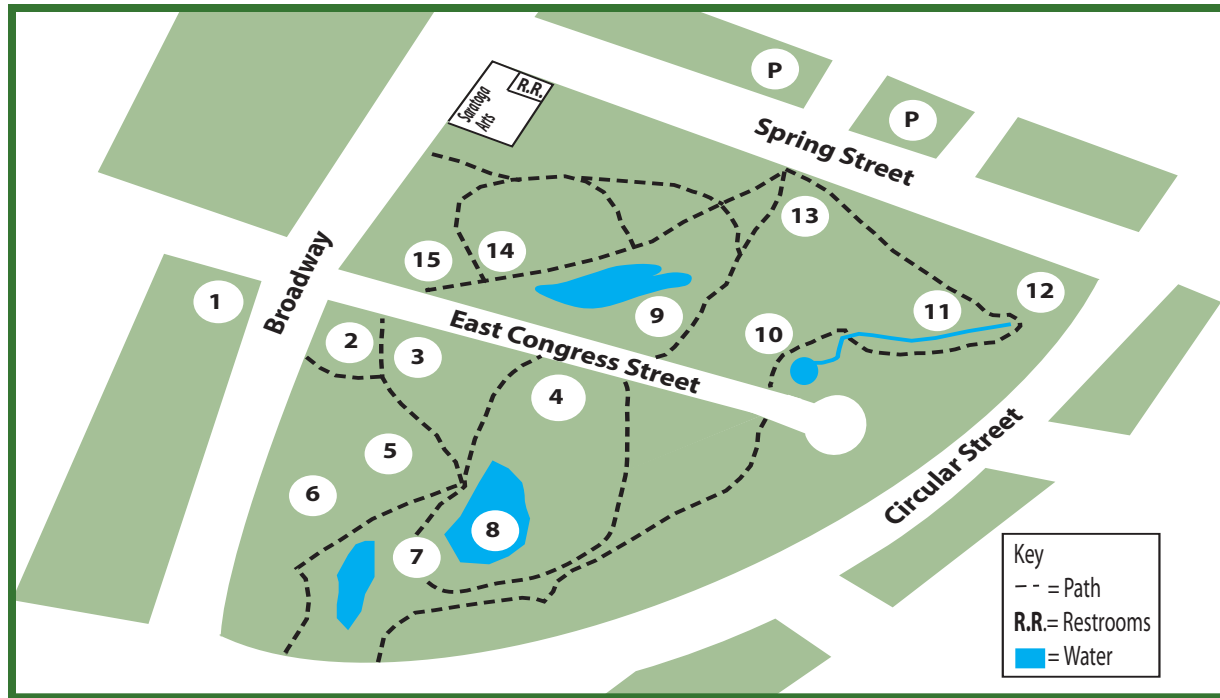 P
P
R.R.
Saratoga
Arts
Spring Street
13
14
15
12
1
Broadway
9
11
10
2
3
East Congress Street
4
5
6
8
7
Circular Street
Key
= Path
R.R.= Restrooms
= Water